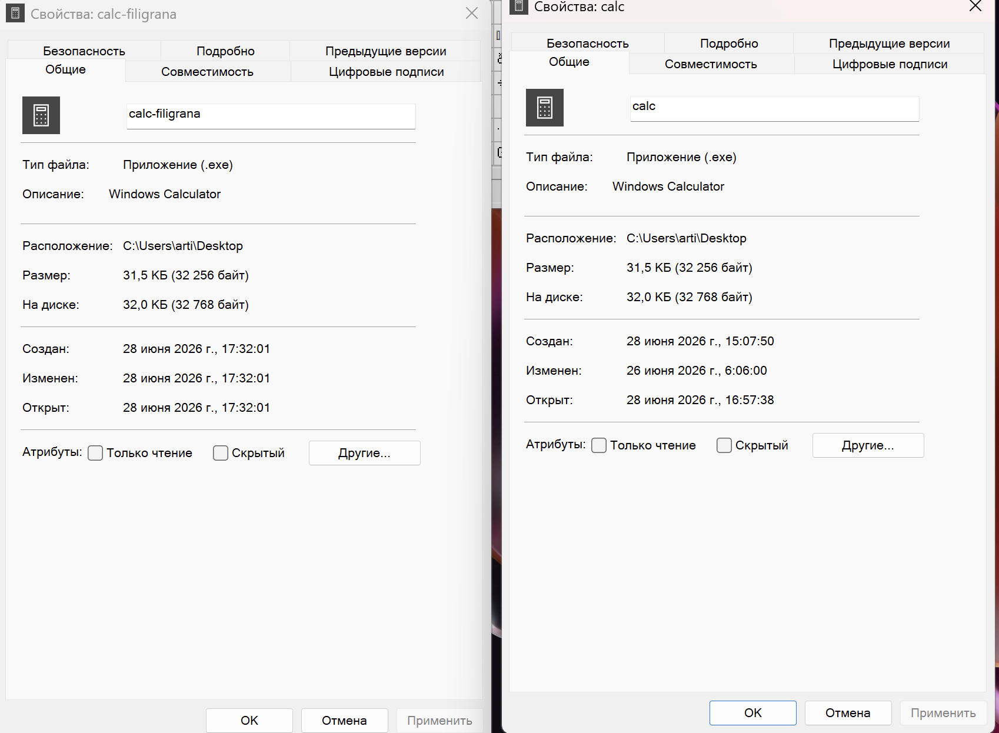 Свойства: calc-filigrana
Безопасность
Подробно
Предыдущие версии
Общие
Совместимость
Цифровые подписи
calc-filigrana
Тип файла: Приложение (.exe)
Описание: Windows Calculator
Расположение: C:\Users\arti\Desktop
Размер: 31,5 КБ (32 256 байт)
На диске: 32,0 КБ (32 768 байт)
Создан: 28 июня 2026 г., 17:32:01
Изменен: 28 июня 2026 г., 17:32:01
Открыт: 28 июня 2026 г., 17:32:01
Атрибуты: Только чтение Скрытый Другие...
ОК Отмена Применить
Свойства: calc
Безопасность
Подробно
Предыдущие версии
Общие
Совместимость
Цифровые подписи
calc
Тип файла: Приложение (.exe)
Описание: Windows Calculator
Расположение: C:\Users\arti\Desktop
Размер: 31,5 КБ (32 256 байт)
На диске: 32,0 КБ (32 768 байт)
Создан: 28 июня 2026 г., 15:07:50
Изменен: 26 июня 2026 г., 6:06:00
Открыт: 28 июня 2026 г., 16:57:38
Атрибуты: Только чтение Скрытый Другие...
ОК Отмена Применить